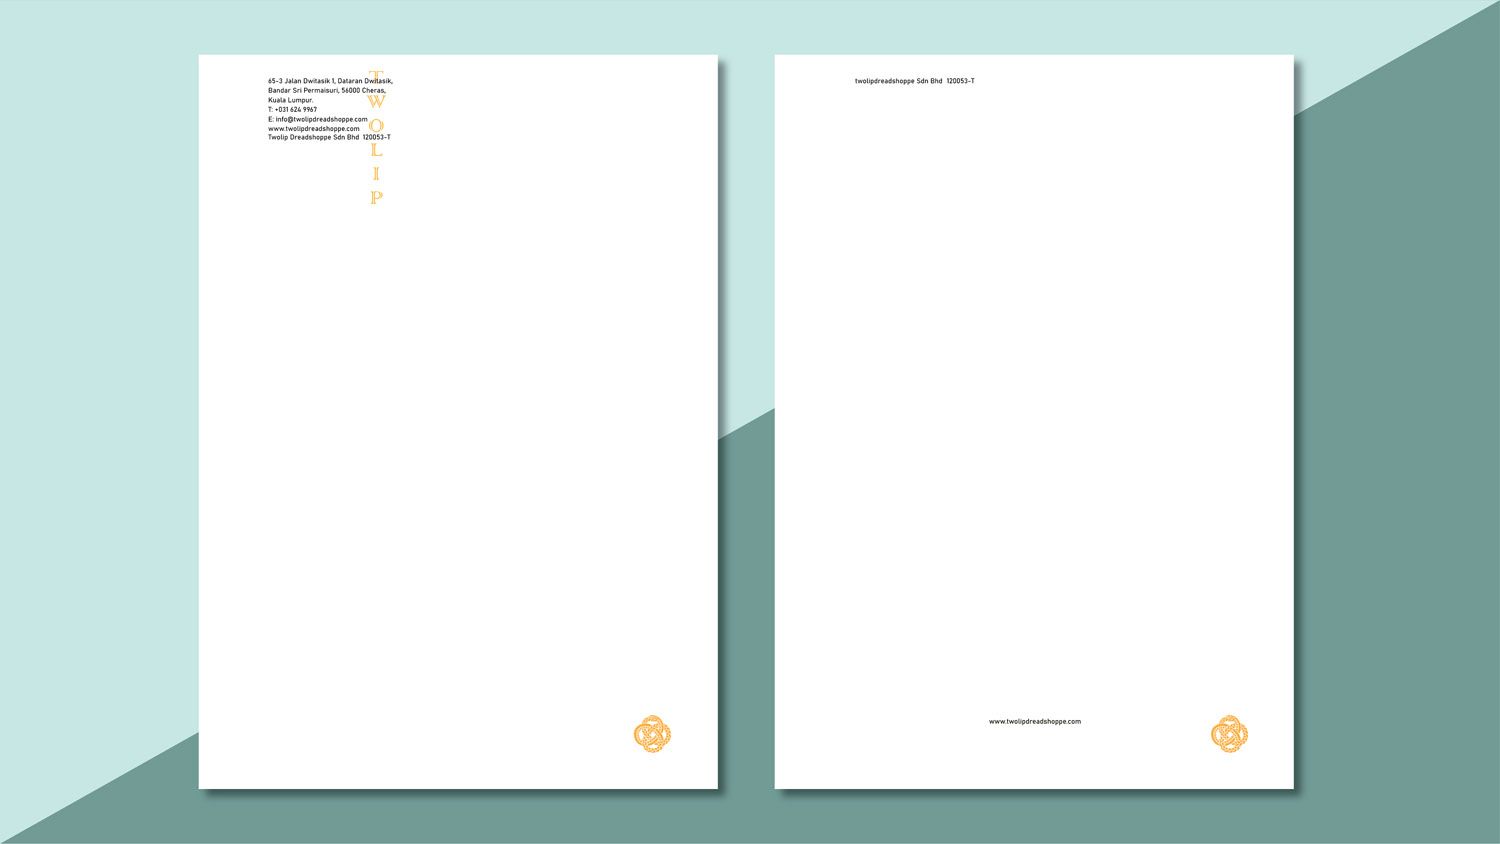 65-3 Jalan Dwitasik 1, Dataran Dwitasik,
Bandar Sri Permaisuri, 56000 Cheras,
Kuala Lumpur.
T: +031 624 9967
E: info@twolipdreadshoppe.com
www.twolipdreadshoppe.com
Twolip Dreadshoppe Sdn Bhd 120053-T
T
W
O
L
I
P
twolipdreadshoppe Sdn Bhd 120053-T
www.twolipdreadshoppe.com